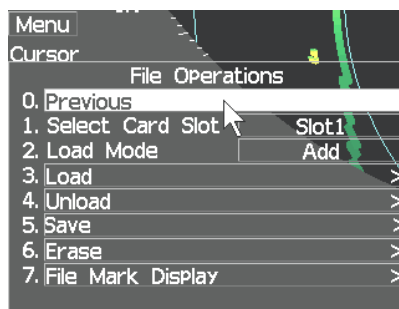 Menu
Cursor
File Operations
0. Previous
1. Select Card Slot Slot1
2. Load Mode Add
3. Load >
4. Unload >
5. Save >
6. Erase >
7. File Mark Display >